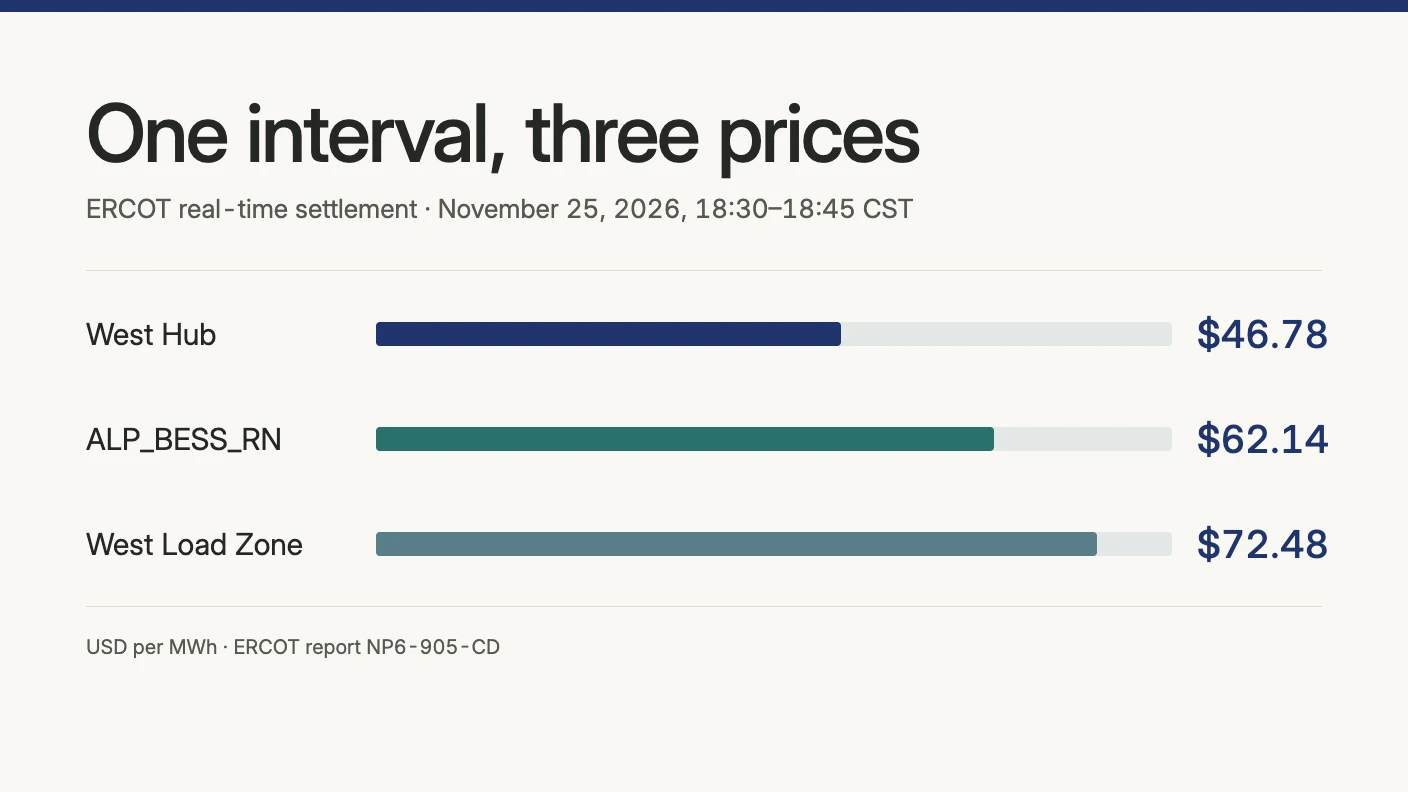 One interval, three prices
ERCOT real-time settlement · November 25, 2026, 18:30–18:45 CST
West Hub $46.78
ALP_BESS_RN $62.14
West Load Zone $72.48
USD per MWh · ERCOT report NP6-905-CD